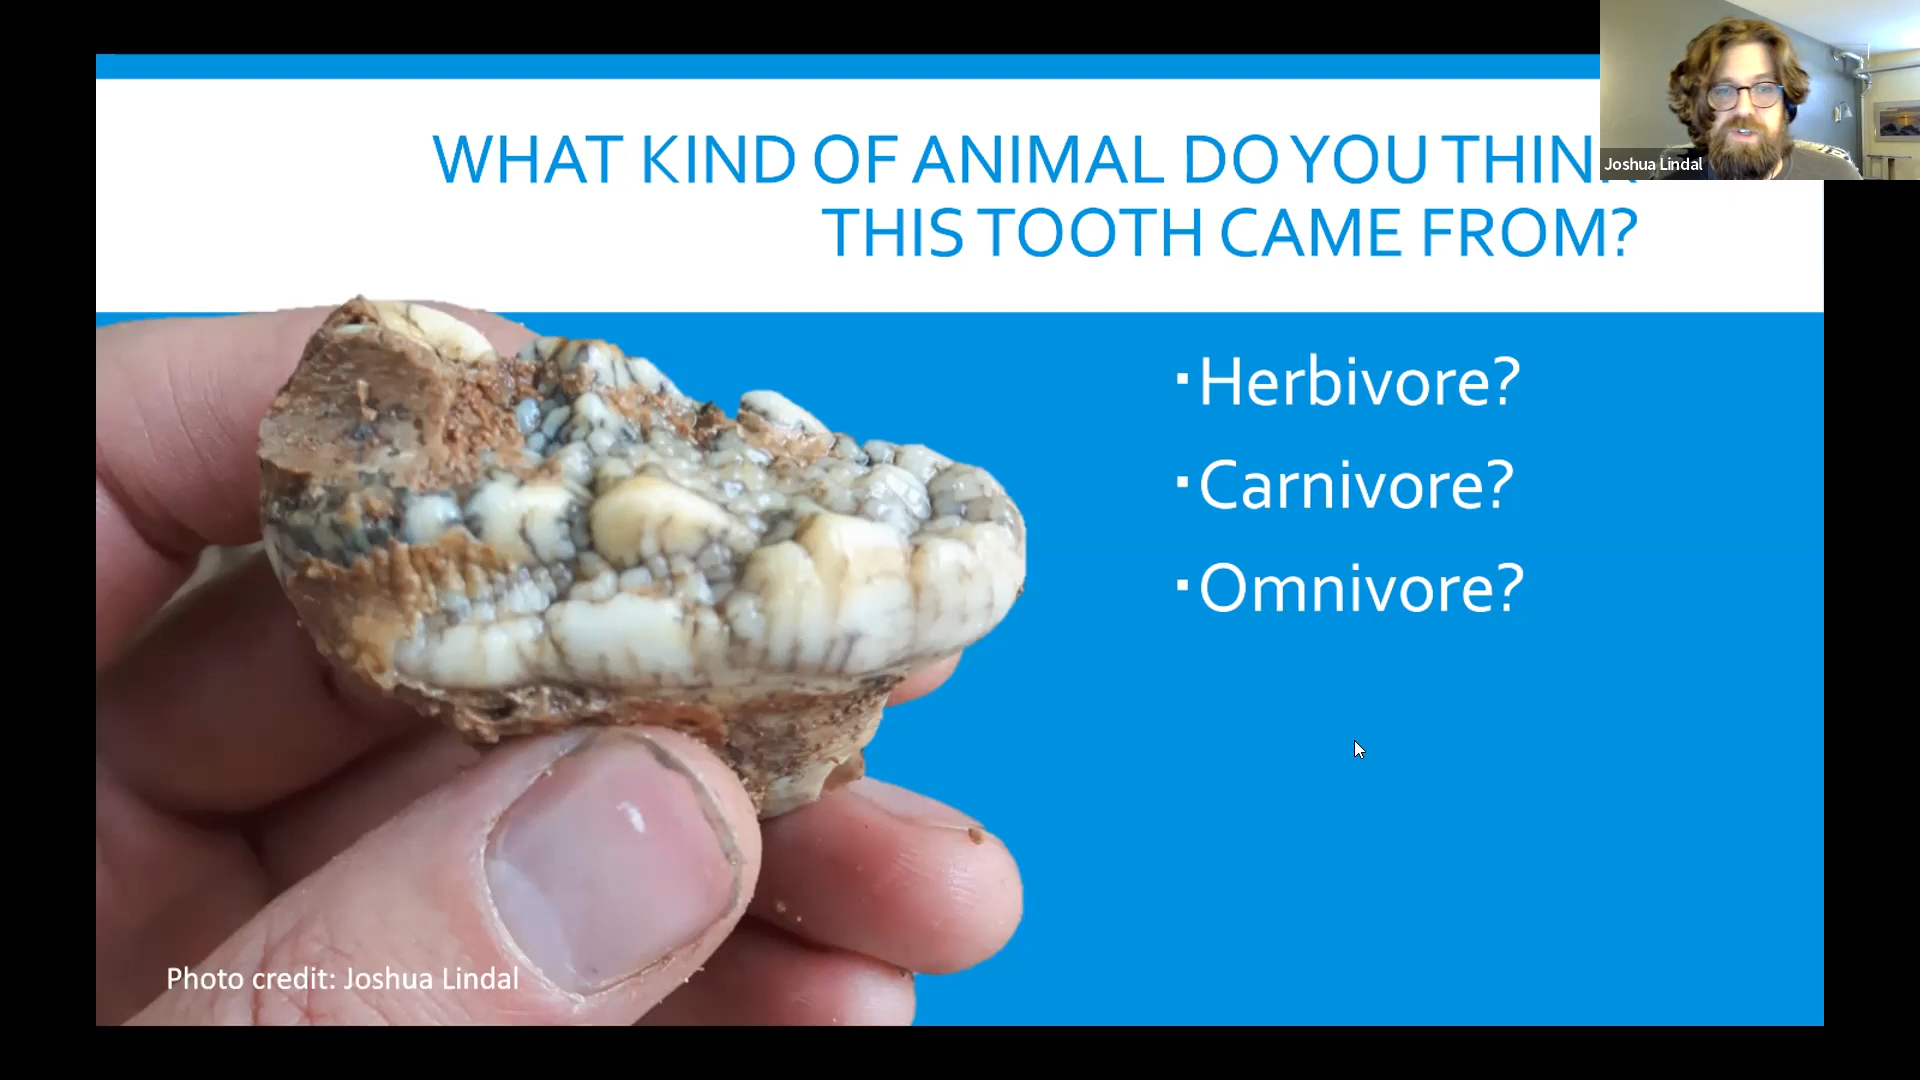 WHAT KIND OF ANIMAL DO YOU THINK
THIS TOOTH CAME FROM?
Joshua Lindal
▪Herbivore?
▪Carnivore?
▪Omnivore?
Photo credit: Joshua Lindal